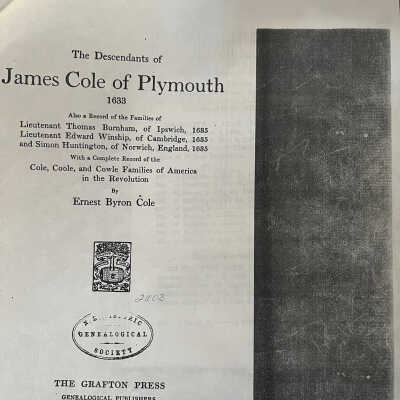 The Descendants of
James Cole of Plymouth
1633
Also a Record of the Families of
Lieutenant Thomas Burnham, of Ipswich, 1635
Lieutenant Edward Winship, of Cambridge, 1635
and Simon Huntington, of Norwich, England, 1635
With a Complete Record of the
Cole, Coole, and Cowle Families of America
in the Revolution
By
Ernest Byron Cole
GENEALOGICAL
SOCIETY
THE GRAFTON PRESS
GENEALOGICAL PUBLISHERS